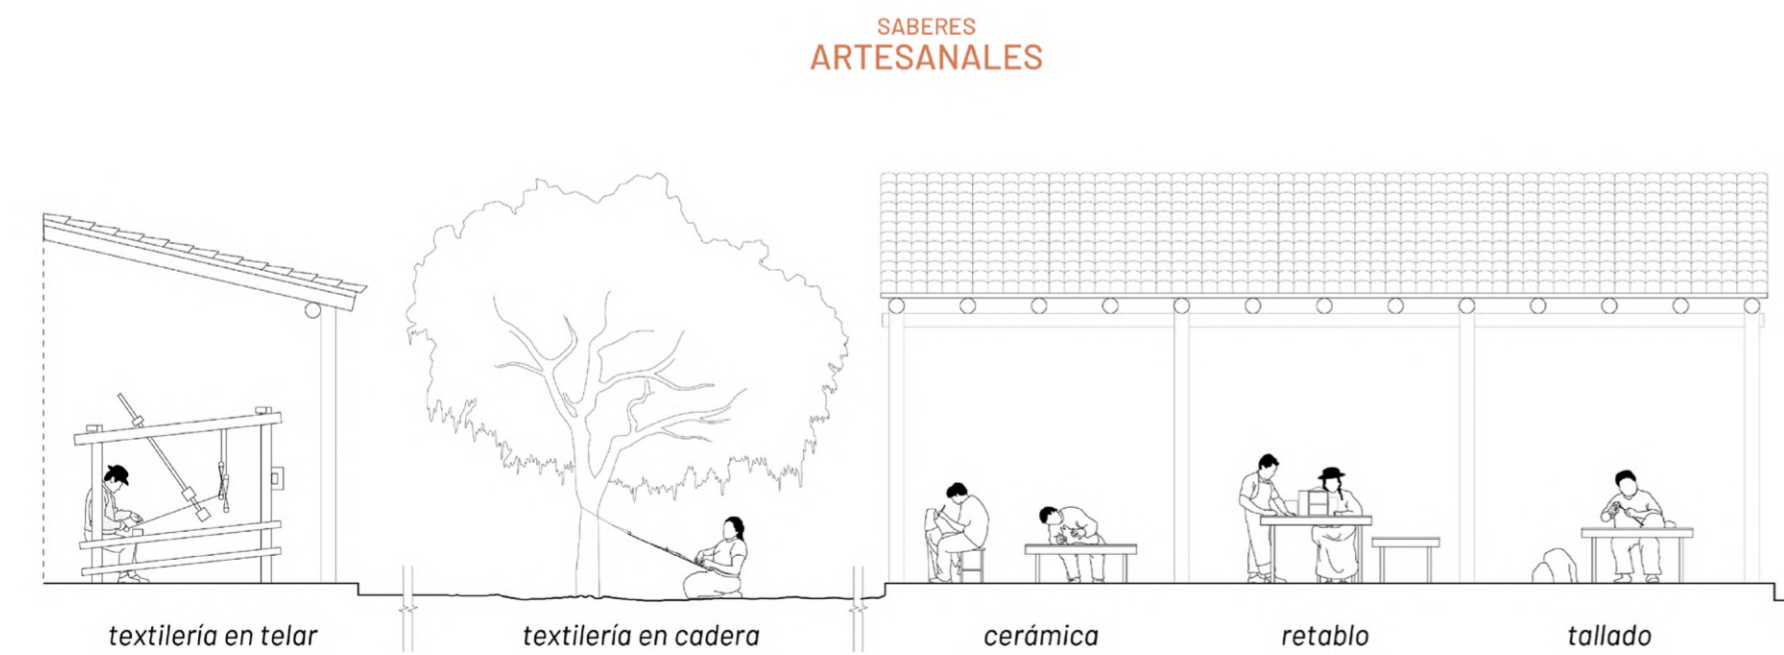 SABERES
ARTESANALES
textilería en telar
textilería en cadera
cerámica
retablo
tallado